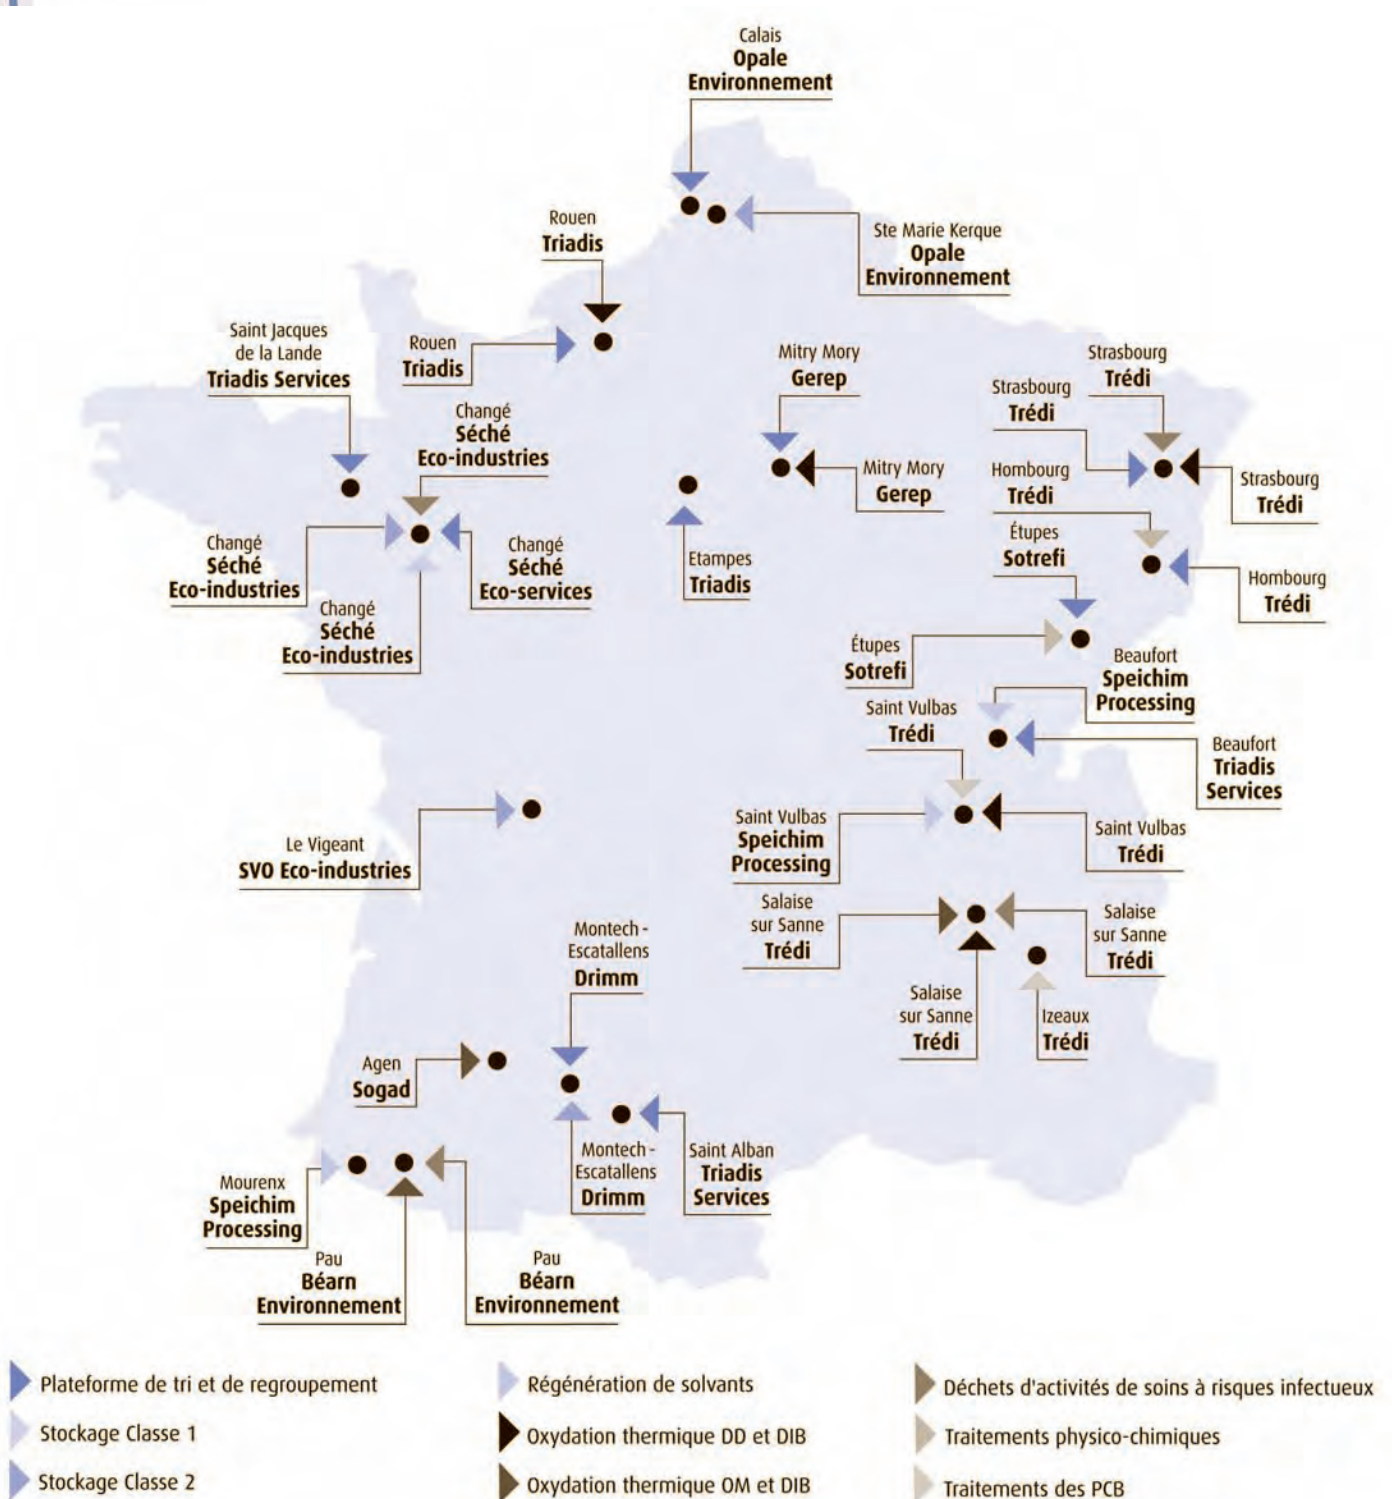 Calais
Opale
Environnement
Ste Marie Kerque
Opale
Environnement
Rouen
Triadis
Rouen
Triadis
Saint Jacques
de la Lande
Triadis Services
Changé
Séché
Eco-industries
Changé
Séché
Eco-industries
Changé
Séché
Eco-services
Changé
Séché
Eco-industries
Mitry Mory
Gerep
Mitry Mory
Gerep
Etampes
Triadis
Strasbourg
Trédi
Strasbourg
Trédi
Strasbourg
Trédi
Hombourg
Trédi
Hombourg
Trédi
Étupes
Sotrefi
Étupes
Sotrefi
Beaufort
Speichim
Processing
Beaufort
Triadis
Services
Saint Vulbas
Trédi
Saint Vulbas
Speichim
Processing
Saint Vulbas
Trédi
Le Vigeant
SVO Eco-industries
Salaise
sur Sanne
Trédi
Salaise
sur Sanne
Trédi
Salaise
sur Sanne
Trédi
Izeaux
Trédi
Montech -
Escatallens
Drimm
Agen
Sogad
Montech -
Escatallens
Drimm
Saint Alban
Triadis
Services
Mourenx
Speichim
Processing
Pau
Béarn
Environnement
Pau
Béarn
Environnement
Plateforme de tri et de regroupement
Stockage Classe 1
Stockage Classe 2
Régénération de solvants
Oxydation thermique DD et DIB
Oxydation thermique OM et DIB
Déchets d'activités de soins à risques infectueux
Traitements physico-chimiques
Traitements des PCB